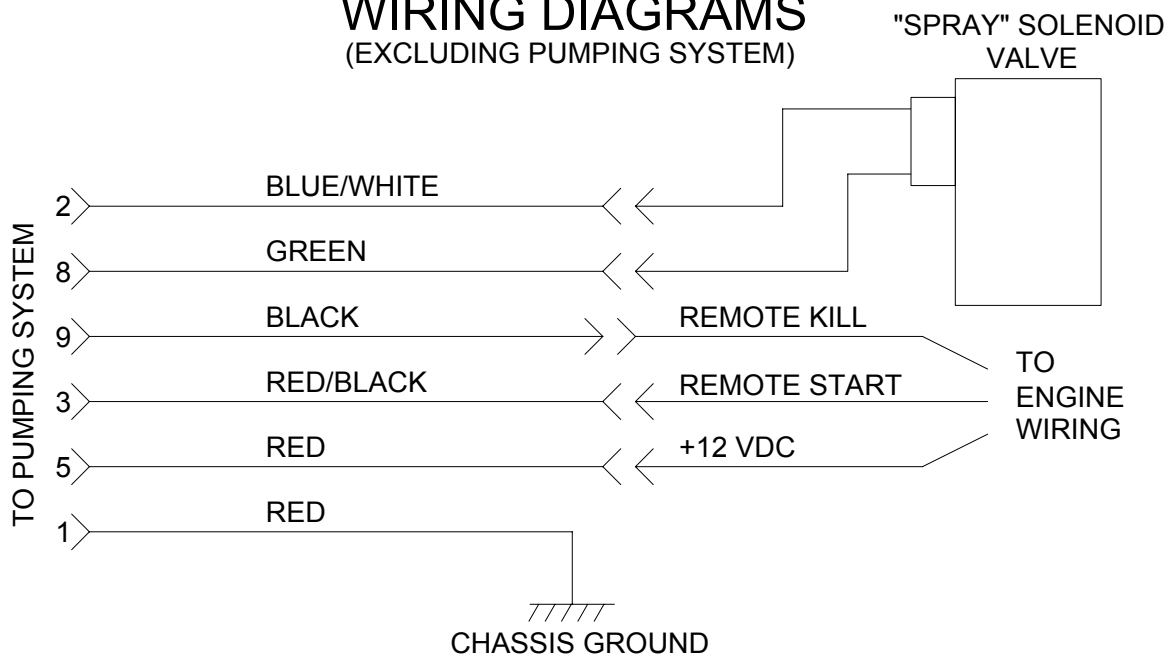 WIRING DIAGRAMS
(EXCLUDING PUMPING SYSTEM)
"SPRAY" SOLENOID
VALVE
TO PUMPING SYSTEM
2
BLUE/WHITE
8
GREEN
9
BLACK
REMOTE KILL
3
RED/BLACK
REMOTE START
5
RED
+12 VDC
TO
ENGINE
WIRING
1
RED
CHASSIS GROUND